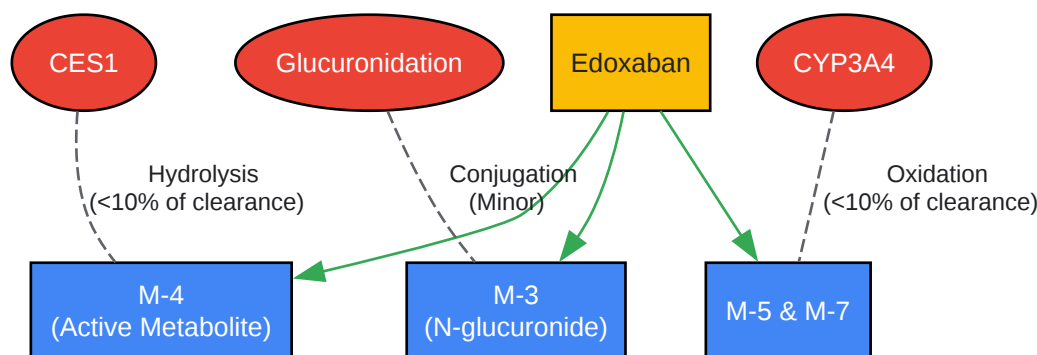 CES1
Glucuronidation
Edoxaban
CYP3A4
Hydrolysis
(<10% of clearance)
Conjugation
(Minor)
Oxidation
(<10% of clearance)
M-4
(Active Metabolite)
M-3
(N-glucuronide)
M-5 & M-7